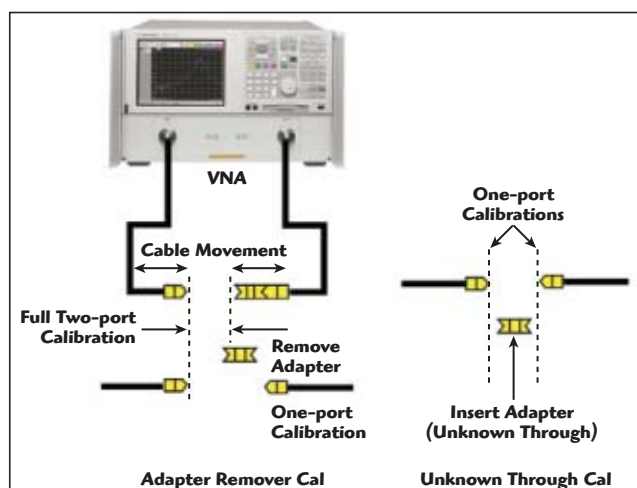 VNA
Cable Movement
Full Two-port
Calibration
Remove
Adapter
One-port
Calibration
Adapter Remover Cal
One-port
Calibrations
Insert Adapter
(Unknown Through)
Unknown Through Cal